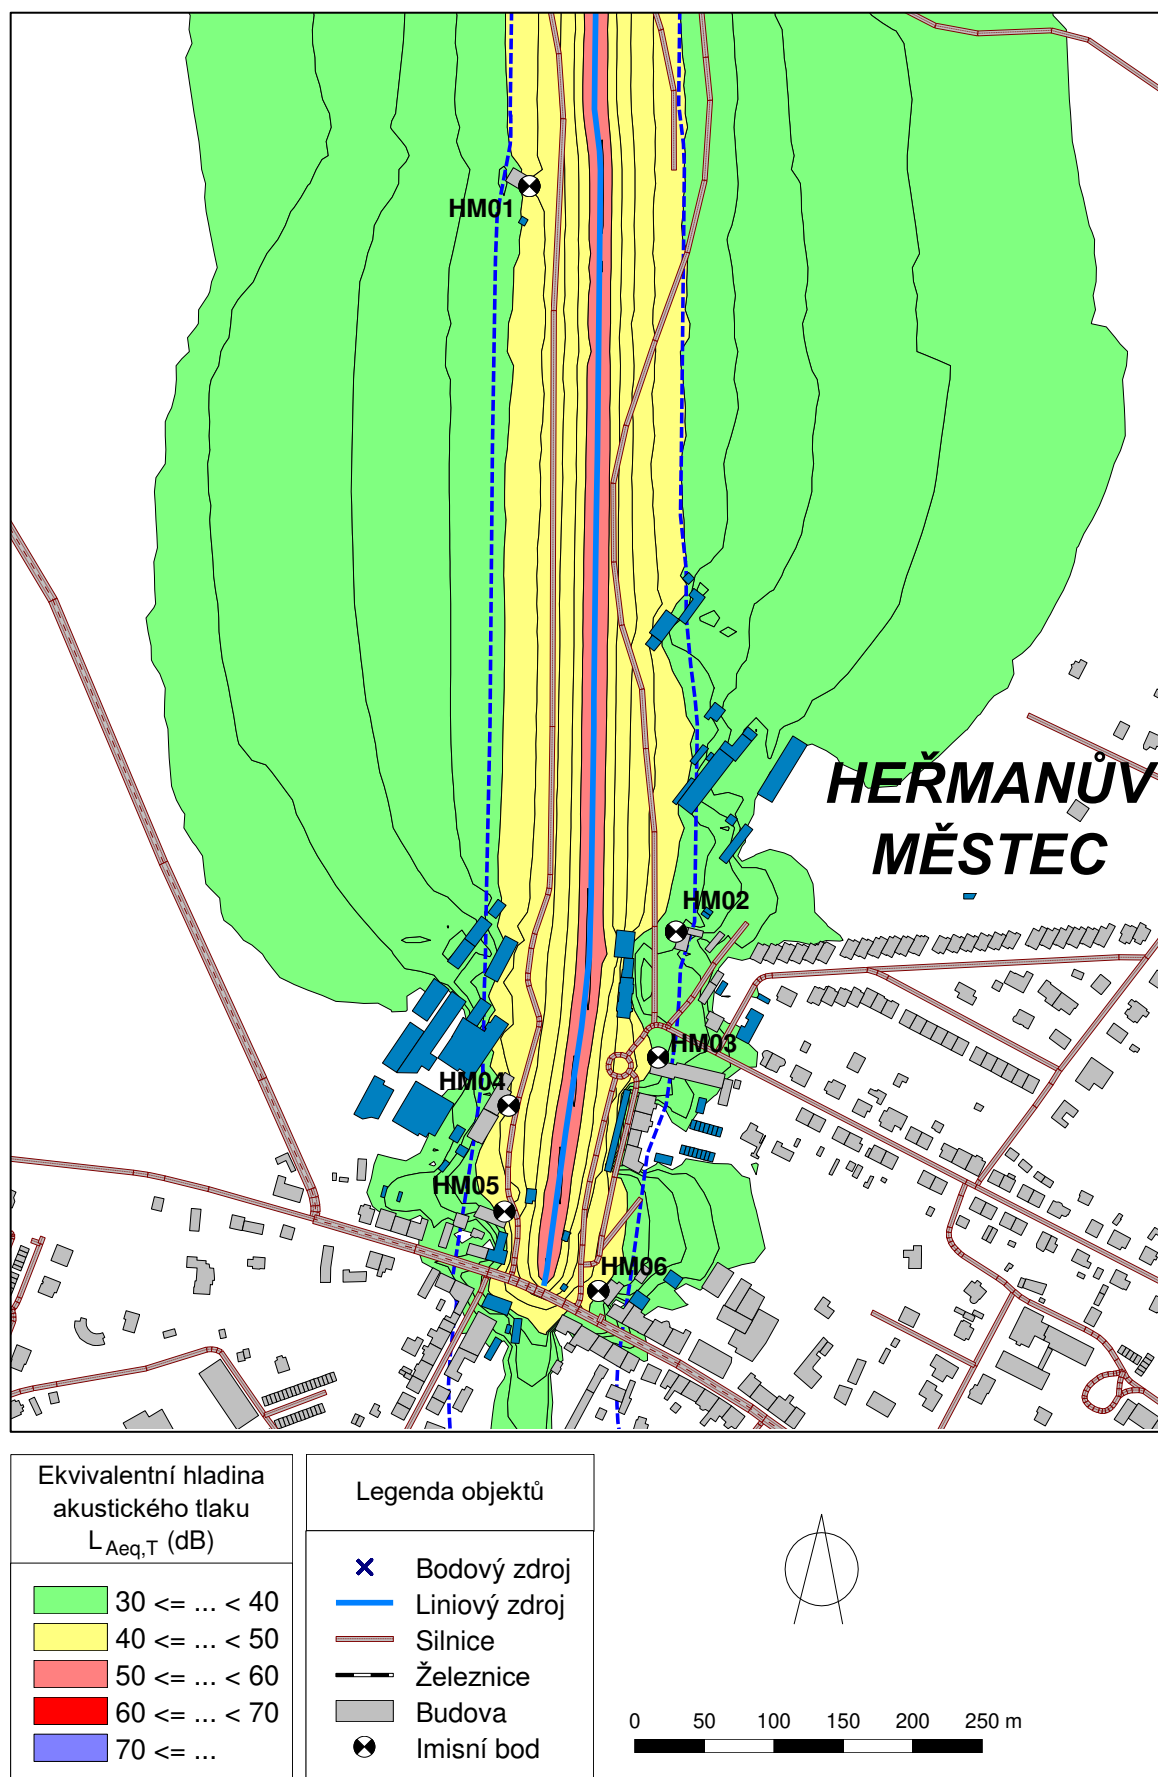 HM01
HEŘMANŮV
MĚSTEC
HM02
HM03
HM04
HM05
HM06
Ekvivalentní hladina
akustického tlaku
L Aeq,T (dB)
30 <= ... < 40
40 <= ... < 50
50 <= ... < 60
60 <= ... < 70
70 <= ...
Legenda objektů
Bodový zdroj
Liniový zdroj
Silnice
Železnice
Budova
Imisní bod
0 50 100 150 200 250 m